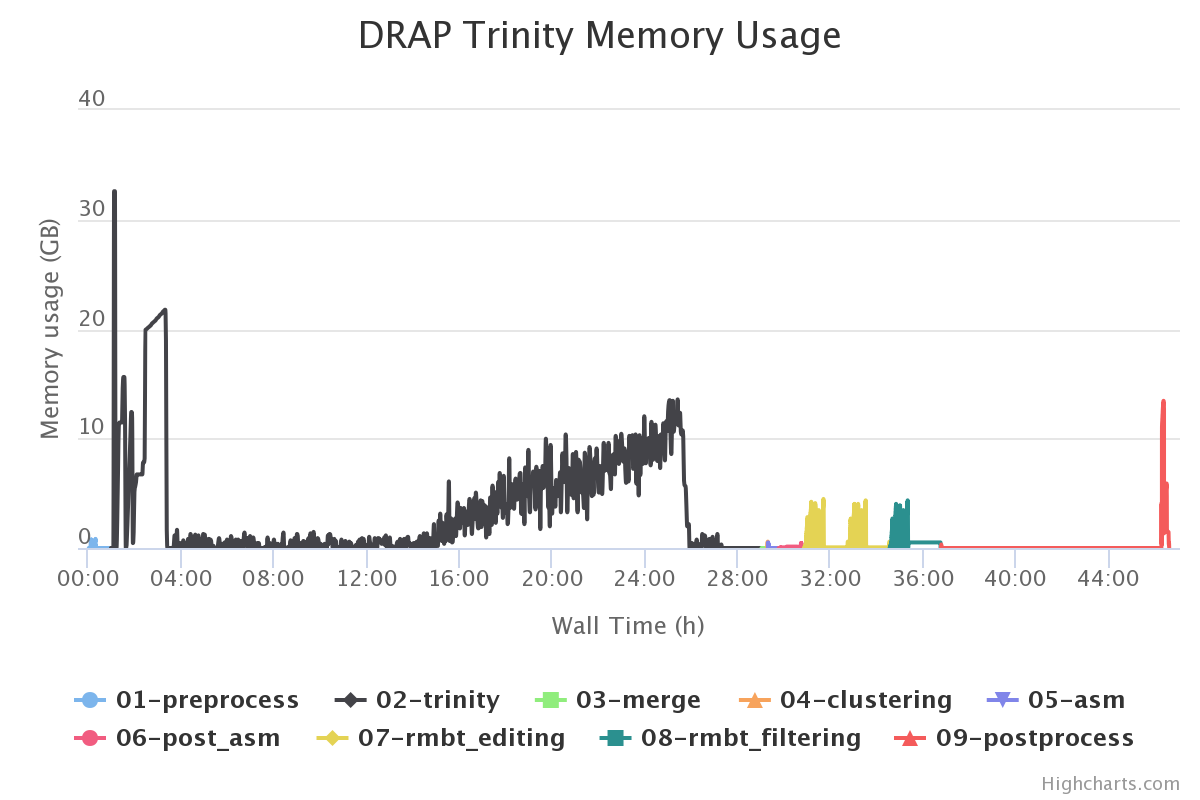 DRAP Trinity Memory Usage
40
30
20
10
0
Memory usage (GB)
00:00 04:00 08:00 12:00 16:00 20:00 24:00 28:00 32:00 36:00 40:00 44:00
Wall Time (h)
01-preprocess 02-trinity 03-merge 04-clustering 05-asm
06-post_asm 07-rmbt_editing 08-rmbt_filtering 09-postprocess
Highcharts.com